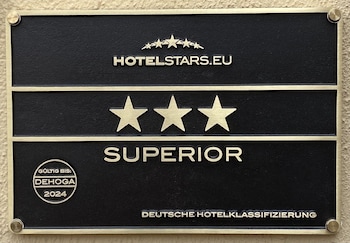 HOTELSTARS.EU
SUPERIOR
GÜLTIG BIS:
DEHOGA
2024
DEUTSCHE HOTELKLASSIFIZIERUNG